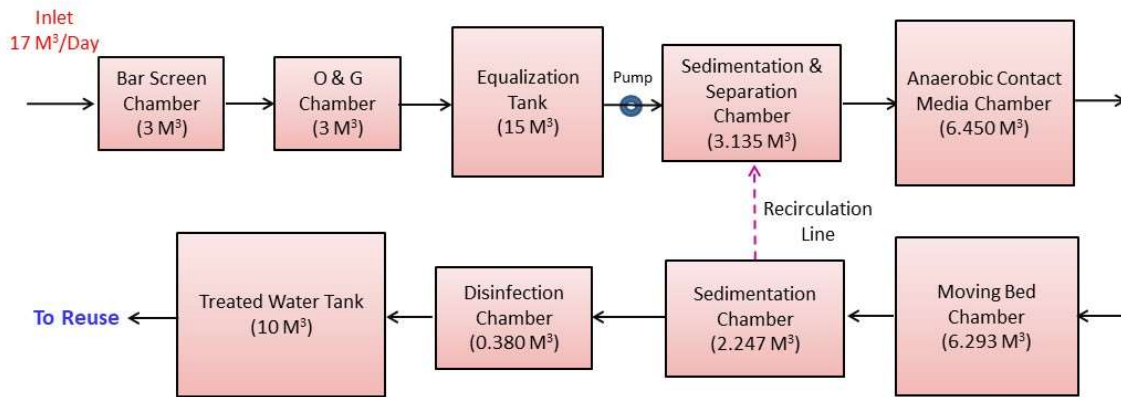 Inlet
17 M³/Day
Bar Screen
Chamber
(3 M³)
O & G
Chamber
(3 M³)
Equalization
Tank
(15 M³)
Pump
Sedimentation &
Separation
Chamber
(3.135 M³)
Anaerobic Contact
Media Chamber
(6.450 M³)
Recirculation
Line
Moving Bed
Chamber
(6.293 M³)
Sedimentation
Chamber
(2.247 M³)
Disinfection
Chamber
(0.380 M³)
Treated Water Tank
(10 M³)
To Reuse